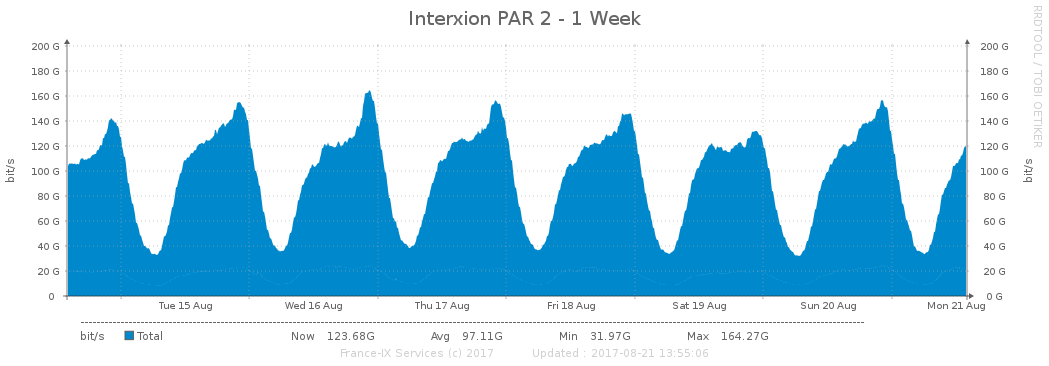 Interxion PAR 2 - 1 Week
RRDTOOL / TOBI OETIKER
200 G 200 G
180 G 180 G
160 G 160 G
140 G 140 G
120 G 120 G
100 G 100 G
80 G 80 G
60 G 60 G
40 G 40 G
20 G 20 G
0 0 G
bit/s
bit/s
Tue 15 Aug Wed 16 Aug Thu 17 Aug Fri 18 Aug Sat 19 Aug Sun 20 Aug Mon 21 Aug
bit/s Total Now 123.68G Avg 97.11G Min 31.97G Max 164.27G
France-IX Services (c) 2017 Updated : 2017-08-21 13:55:06